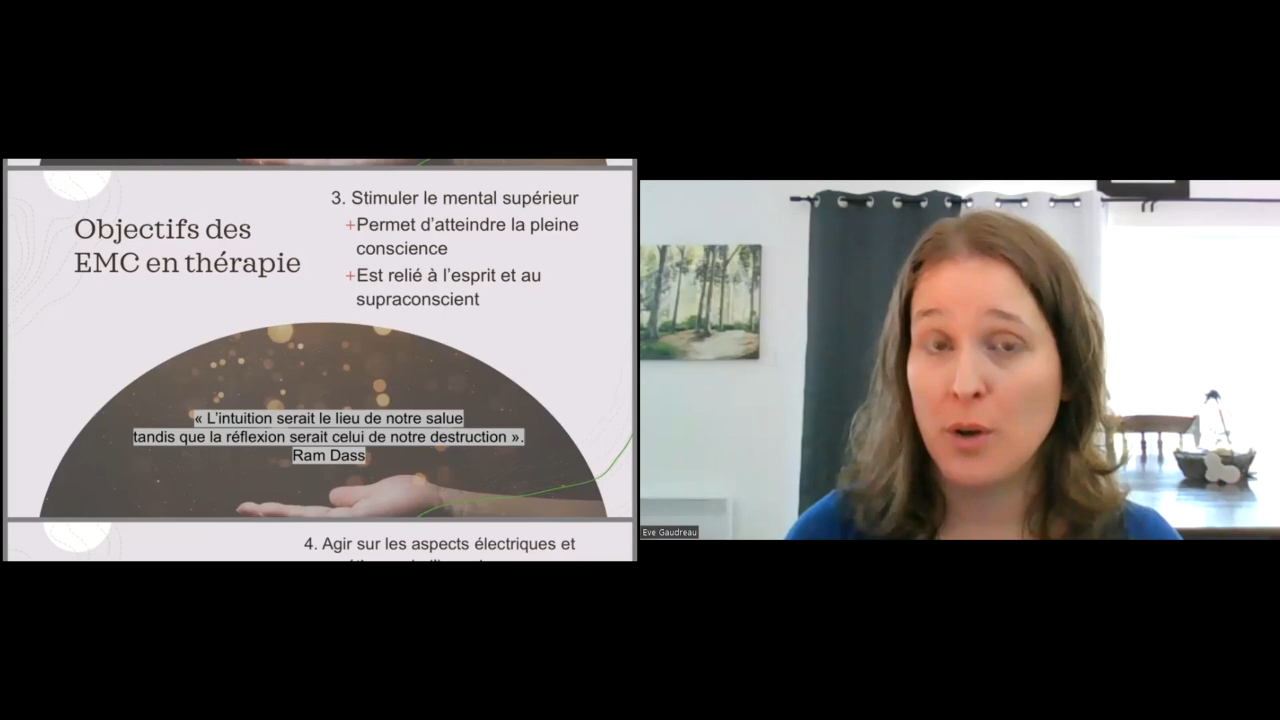 Objectifs des
EMC en thérapie
3. Stimuler le mental supérieur
+Permet d'atteindre la pleine
conscience
+Est relié à l'esprit et au
supraconscient
« L'intuition serait le lieu de notre salue
tandis que la réflexion serait celui de notre destruction ».
Ram Dass
4. Agir sur les aspects électriques et
Eve Gaudreau